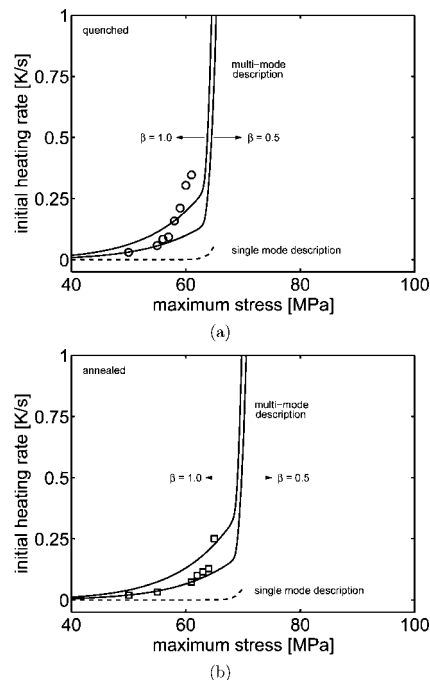 1
quenched
multi-mode
description
0.75
initial heating rate [K/s]
0.5
β = 1.0
β = 0.5
0.25
single mode description
0
40
60
80
100
maximum stress [MPa]
(a)
1
annealed
multi-mode
description
0.75
initial heating rate [K/s]
0.5
β = 1.0
β = 0.5
0.25
single mode description
0
40
60
80
100
maximum stress [MPa]
(b)